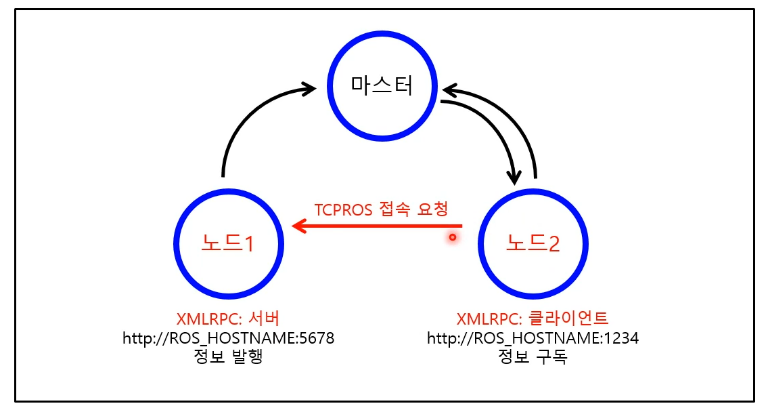 마스터
TCPROS 접속 요청
노드1
노드2
XMLRPC: 서버
http://ROS_HOSTNAME:5678
정보 발행
XMLRPC: 클라이언트
http://ROS_HOSTNAME:1234
정보 구독